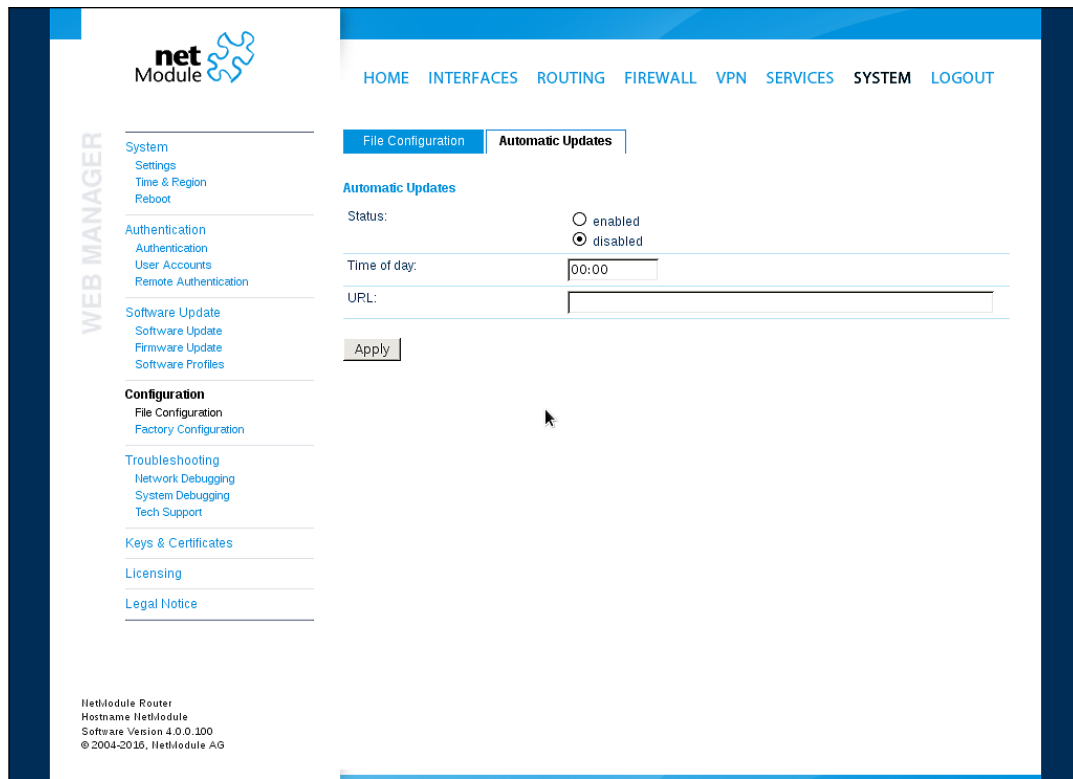 net
Module
HOME INTERFACES ROUTING FIREWALL VPN SERVICES SYSTEM LOGOUT
WEB MANAGER
System
Settings
Time & Region
Reboot
Authentication
Authentication
User Accounts
Remote Authentication
Software Update
Software Update
Firmware Update
Software Profiles
Configuration
File Configuration
Factory Configuration
Troubleshooting
Network Debugging
System Debugging
Tech Support
Keys & Certificates
Licensing
Legal Notice
File Configuration Automatic Updates
Automatic Updates
Status:
enabled
disabled
Time of day: 00:00
URL:
Apply
NetModule Router
Hostname NetModule
Software Version 4.0.0.100
© 2004-2016, NetModule AG